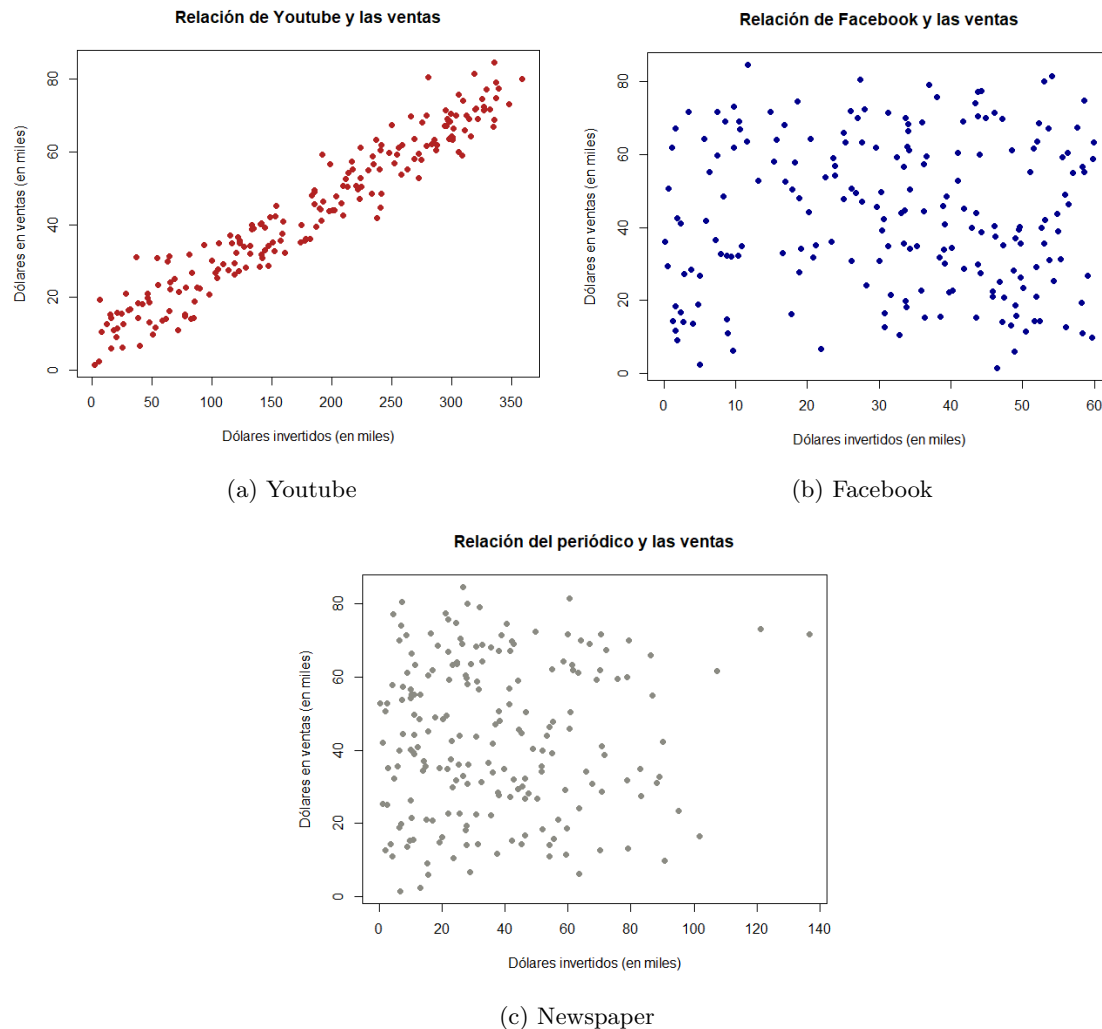 Relación de Youtube y las ventas
Dólares en ventas (en miles)
80
60
40
20
0
0 50 100 150 200 250 300 350
Dólares invertidos (en miles)
(a) Youtube
Relación de Facebook y las ventas
Dólares en ventas (en miles)
80
60
40
20
0
0 10 20 30 40 50 60
Dólares invertidos (en miles)
(b) Facebook
Relación del periódico y las ventas
Dólares en ventas (en miles)
80
60
40
20
0
0 20 40 60 80 100 120 140
Dólares invertidos (en miles)
(c) Newspaper